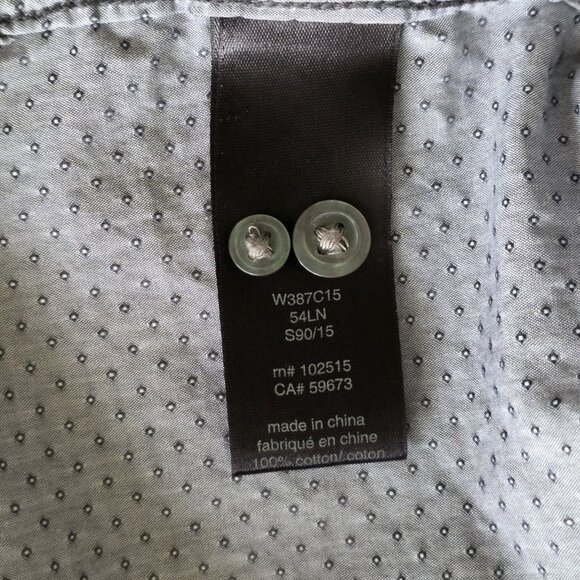 W387C15
54LN
S90/15
rn# 102515
CA# 59673
made in china
fabriqué en chine
100% cotton/ coton